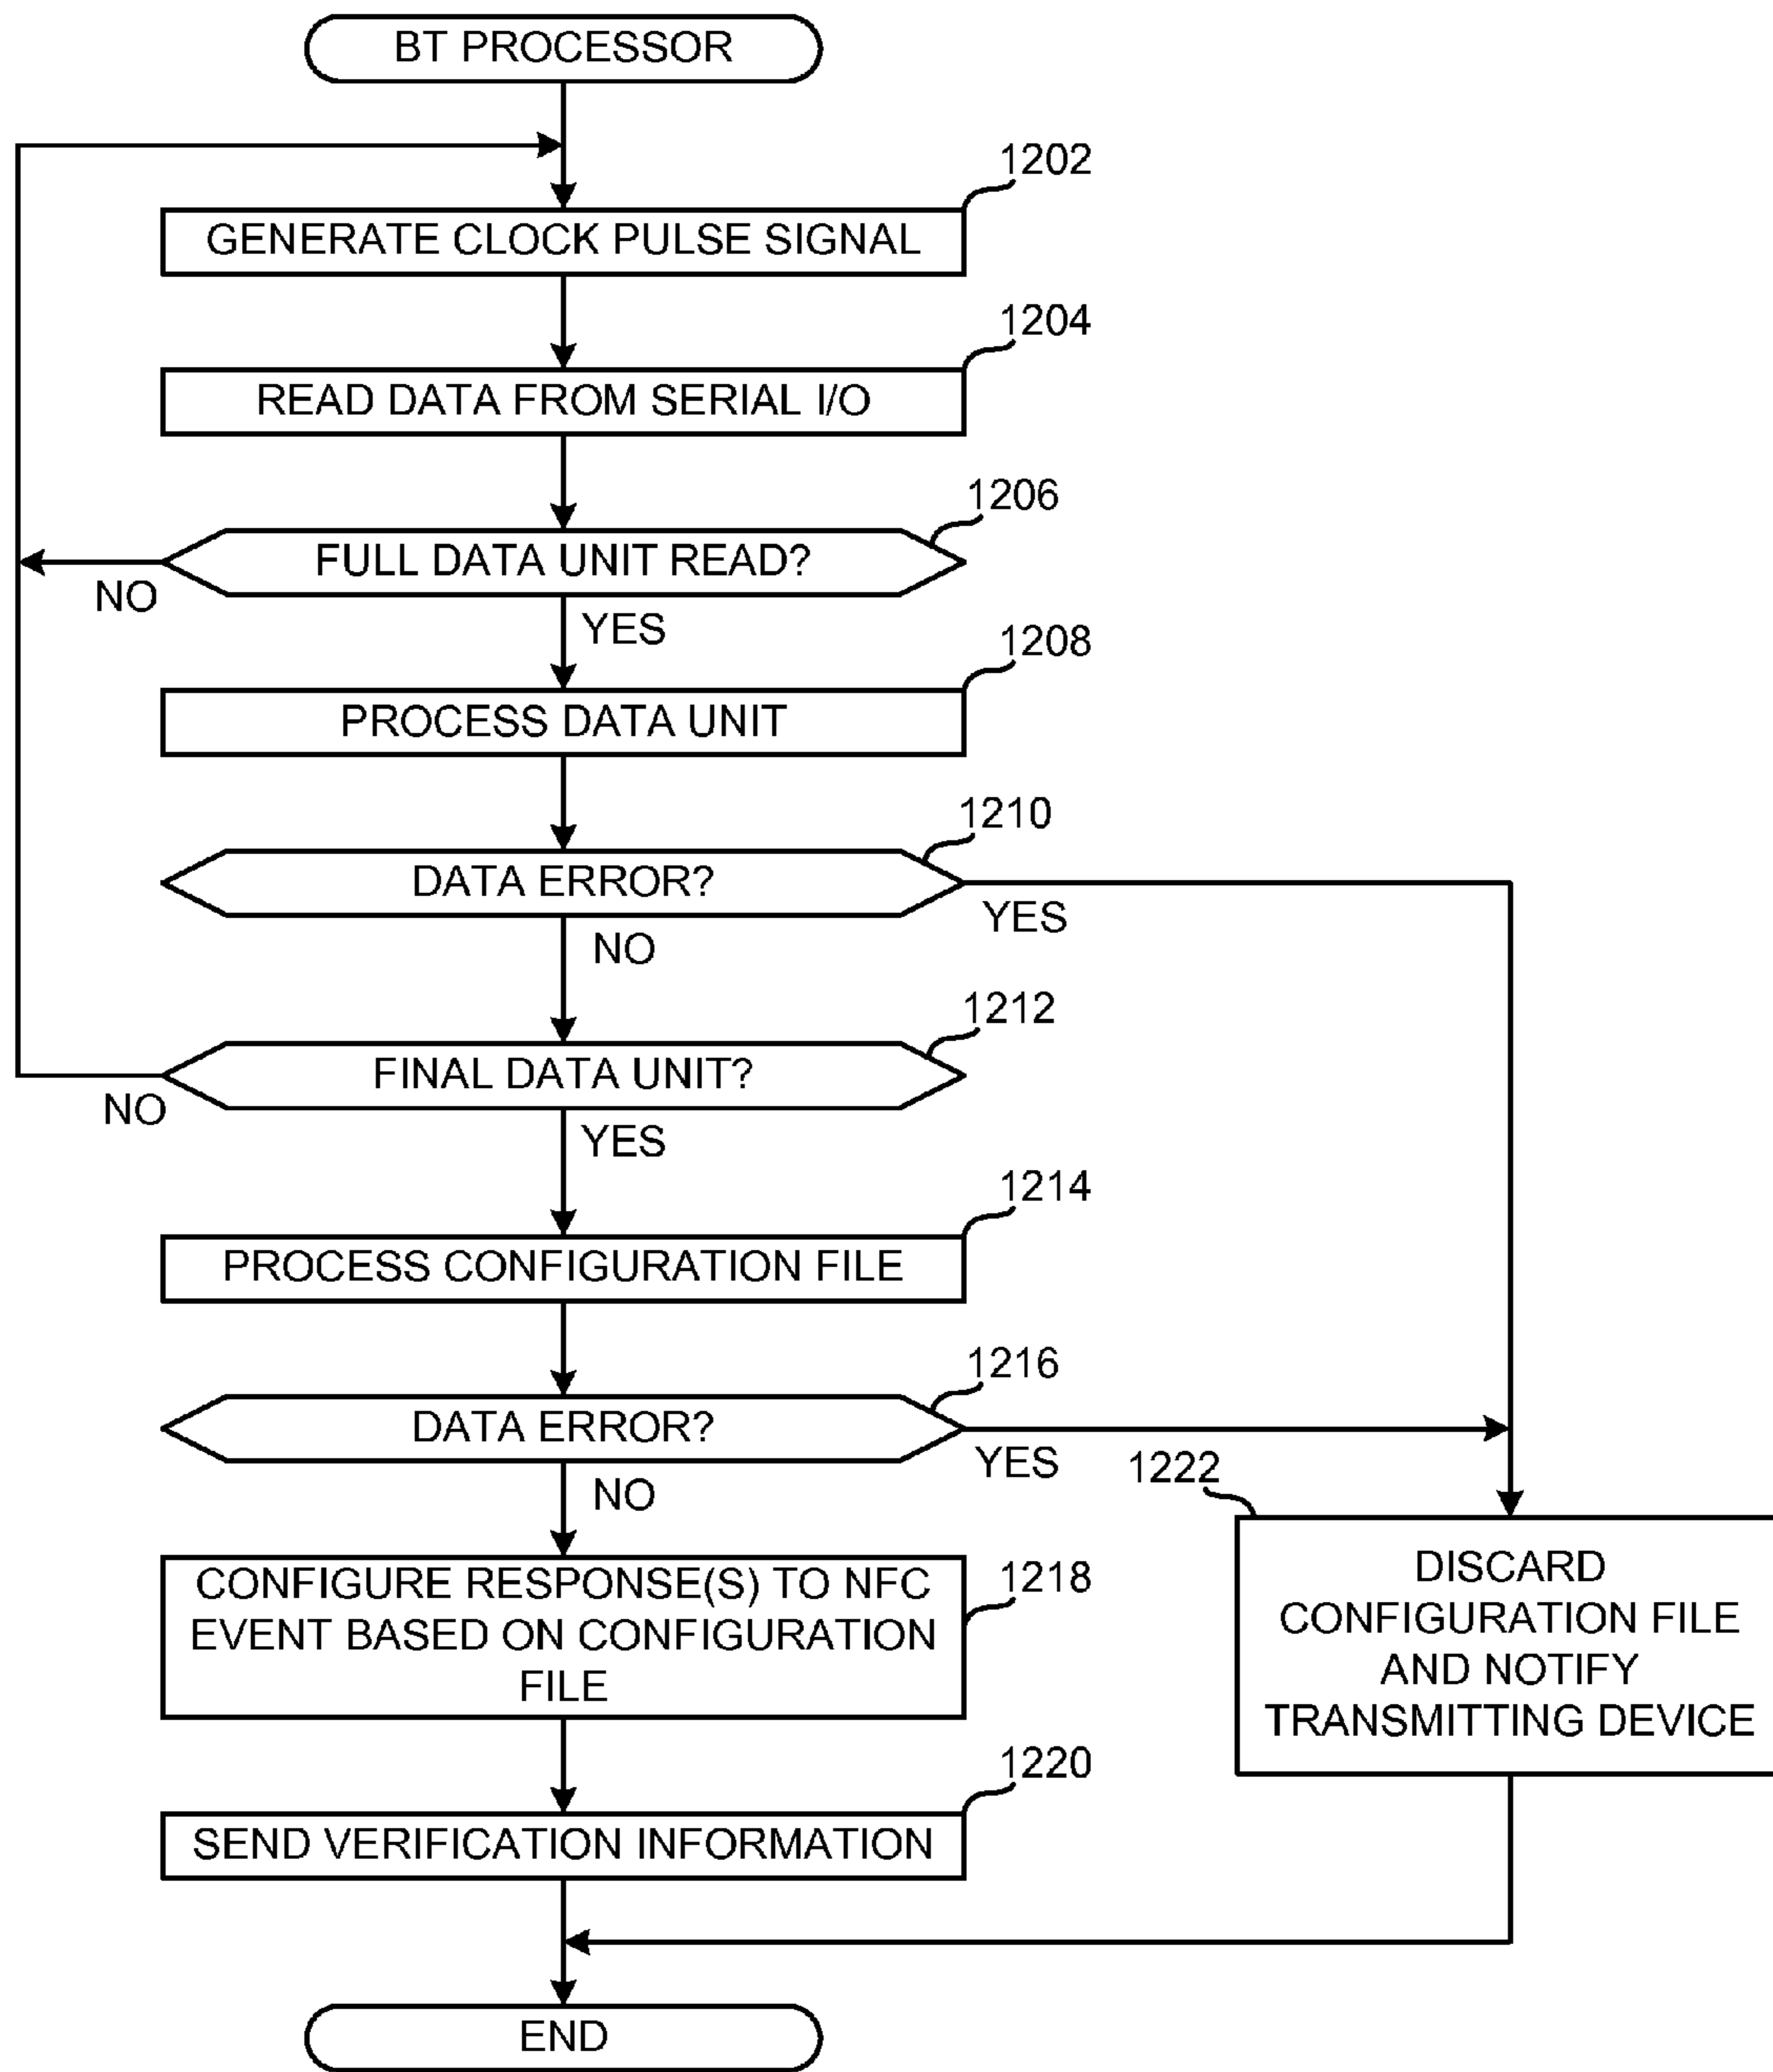 BT PROCESSOR
1202
GENERATE CLOCK PULSE SIGNAL
1204
READ DATA FROM SERIAL I/O
1206
FULL DATA UNIT READ?
NO
YES
1208
PROCESS DATA UNIT
1210
DATA ERROR?
YES
NO
1212
FINAL DATA UNIT?
NO
YES
1214
PROCESS CONFIGURATION FILE
1216
DATA ERROR?
YES
NO
1222
DISCARD
CONFIGURATION FILE
AND NOTIFY
TRANSMITTING DEVICE
1218
CONFIGURE RESPONSE(S) TO NFC
EVENT BASED ON CONFIGURATION
FILE
1220
SEND VERIFICATION INFORMATION
END